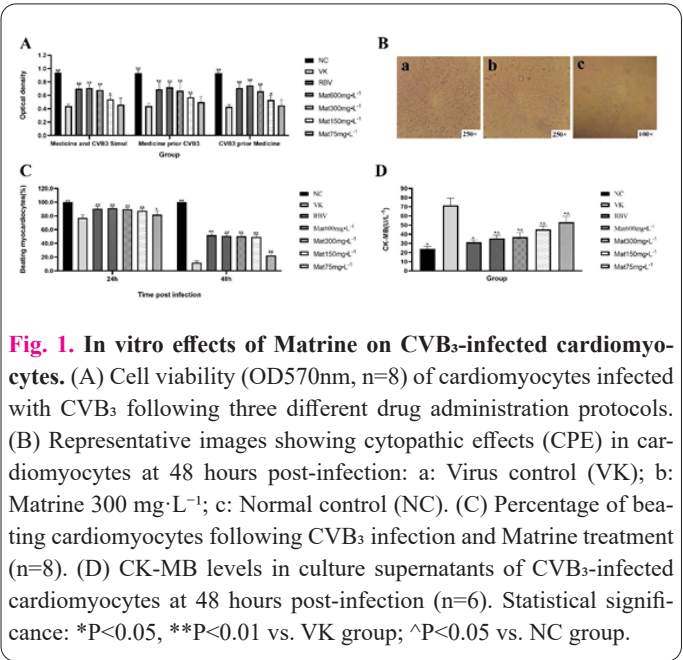 A
Optical density
1.2
1.0
0.8
0.6
0.4
0.2
0.0
Medicine and CVB3 Simul
Medicine prior CVB3
CVB3 prior Medicine
Group
NC
VK
RBV
Mat600mg•L⁻¹
Mat300mg•L⁻¹
Mat150mg•L⁻¹
Mat75mg•L⁻¹
B
a
b
c
250×
250×
100×
C
Beating myocardiocytes(%)
100.0
80.0
60.0
40.0
20.0
0.0
24h
48h
Time post infection
NC
VK
RBV
Mat600mg•L⁻¹
Mat300mg•L⁻¹
Mat150mg•L⁻¹
Mat75mg•L⁻¹
D
CK-MB(U/L⁻¹)
90
80
70
60
50
40
30
20
10
0
Group
NC
VK
RBV
Mat600mg•L⁻¹
Mat300mg•L⁻¹
Mat150mg•L⁻¹
Mat75mg•L⁻¹
Fig. 1. In vitro effects of Matrine on CVB₃-infected cardiomyo-
cytes. (A) Cell viability (OD570nm, n=8) of cardiomyocytes infected
with CVB₃ following three different drug administration protocols.
(B) Representative images showing cytopathic effects (CPE) in car-
diomyocytes at 48 hours post-infection: a: Virus control (VK); b:
Matrine 300 mg·L⁻¹; c: Normal control (NC). (C) Percentage of bea-
ting cardiomyocytes following CVB₃ infection and Matrine treatment
(n=8). (D) CK-MB levels in culture supernatants of CVB₃-infected
cardiomyocytes at 48 hours post-infection (n=6). Statistical signifi-
cance: *P<0.05, **P<0.01 vs. VK group; ^P<0.05 vs. NC group.